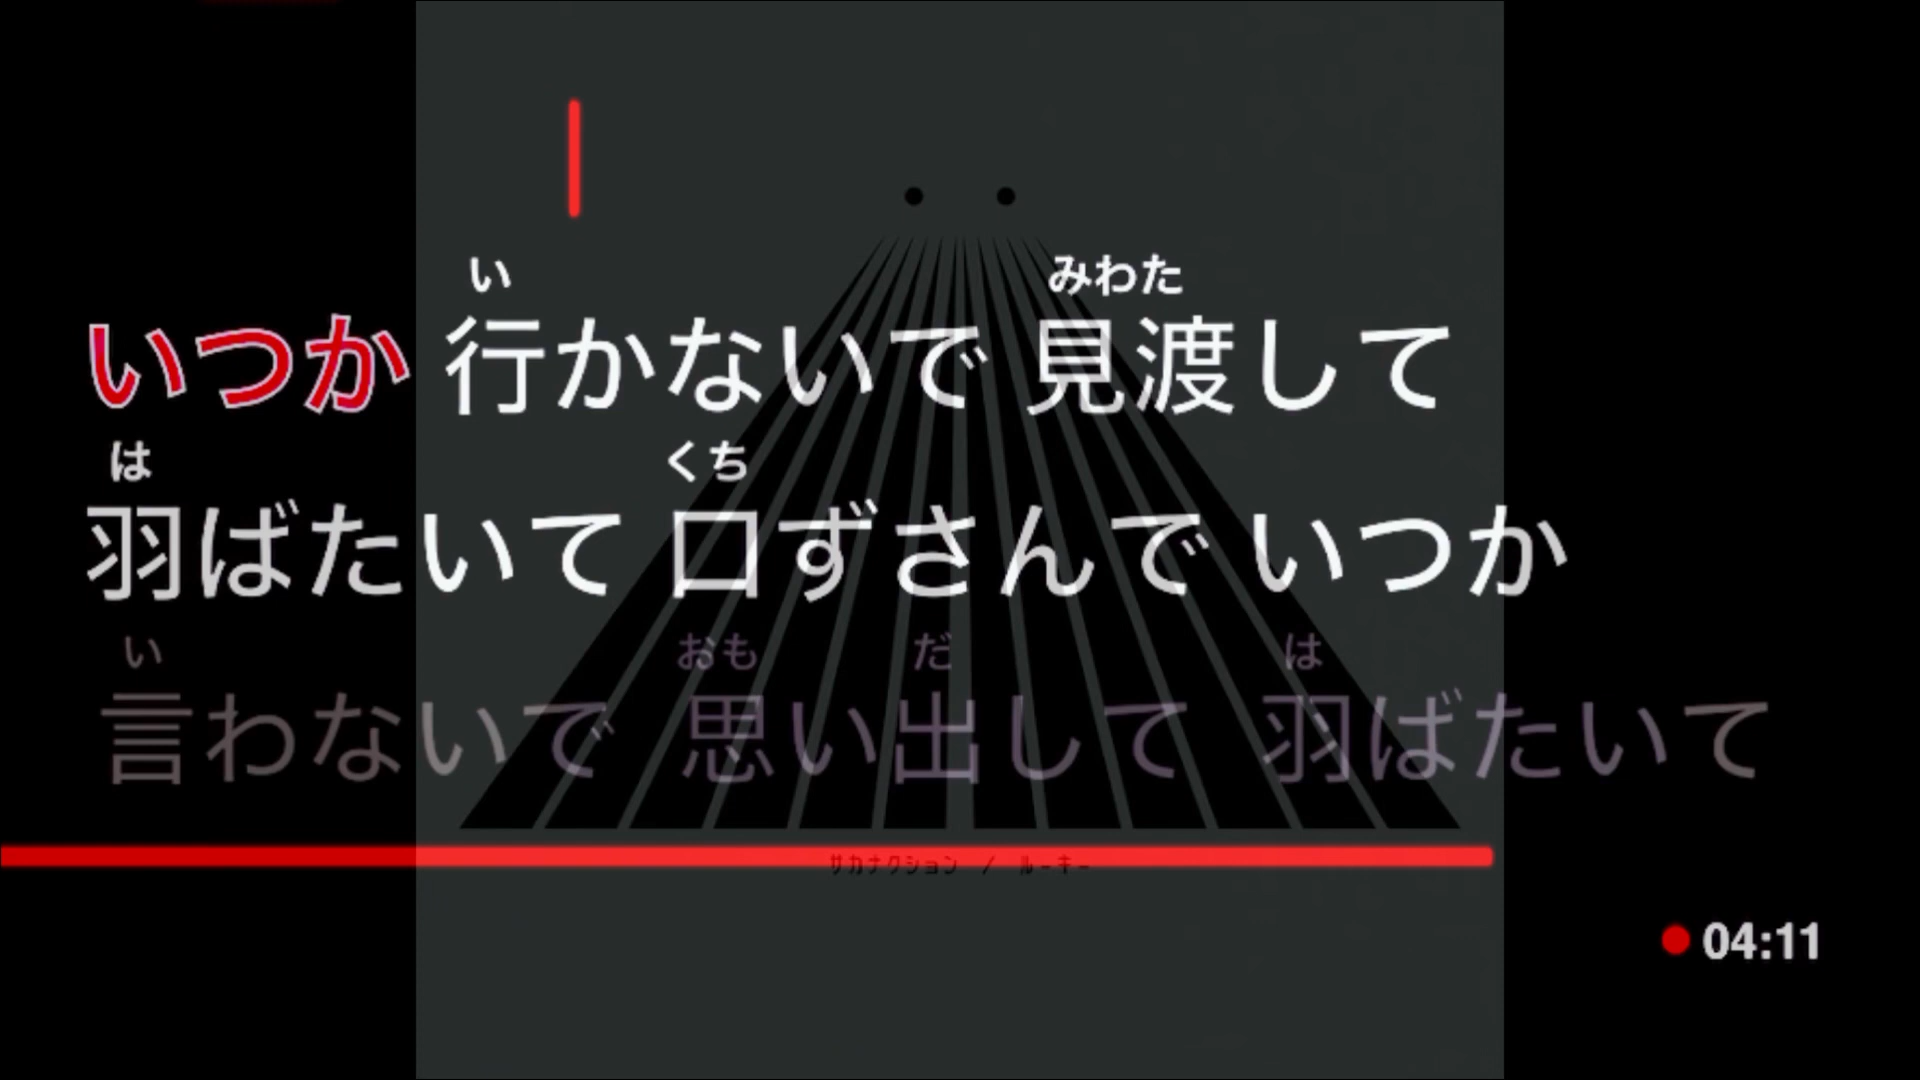 い みわた
いつか 行かないで 見渡して
は くち
羽ばたいて 口ずさんで いつか
い おも だ は
言わないで 思い出して 羽ばたいて
サカナクション / ルーキー
04:11